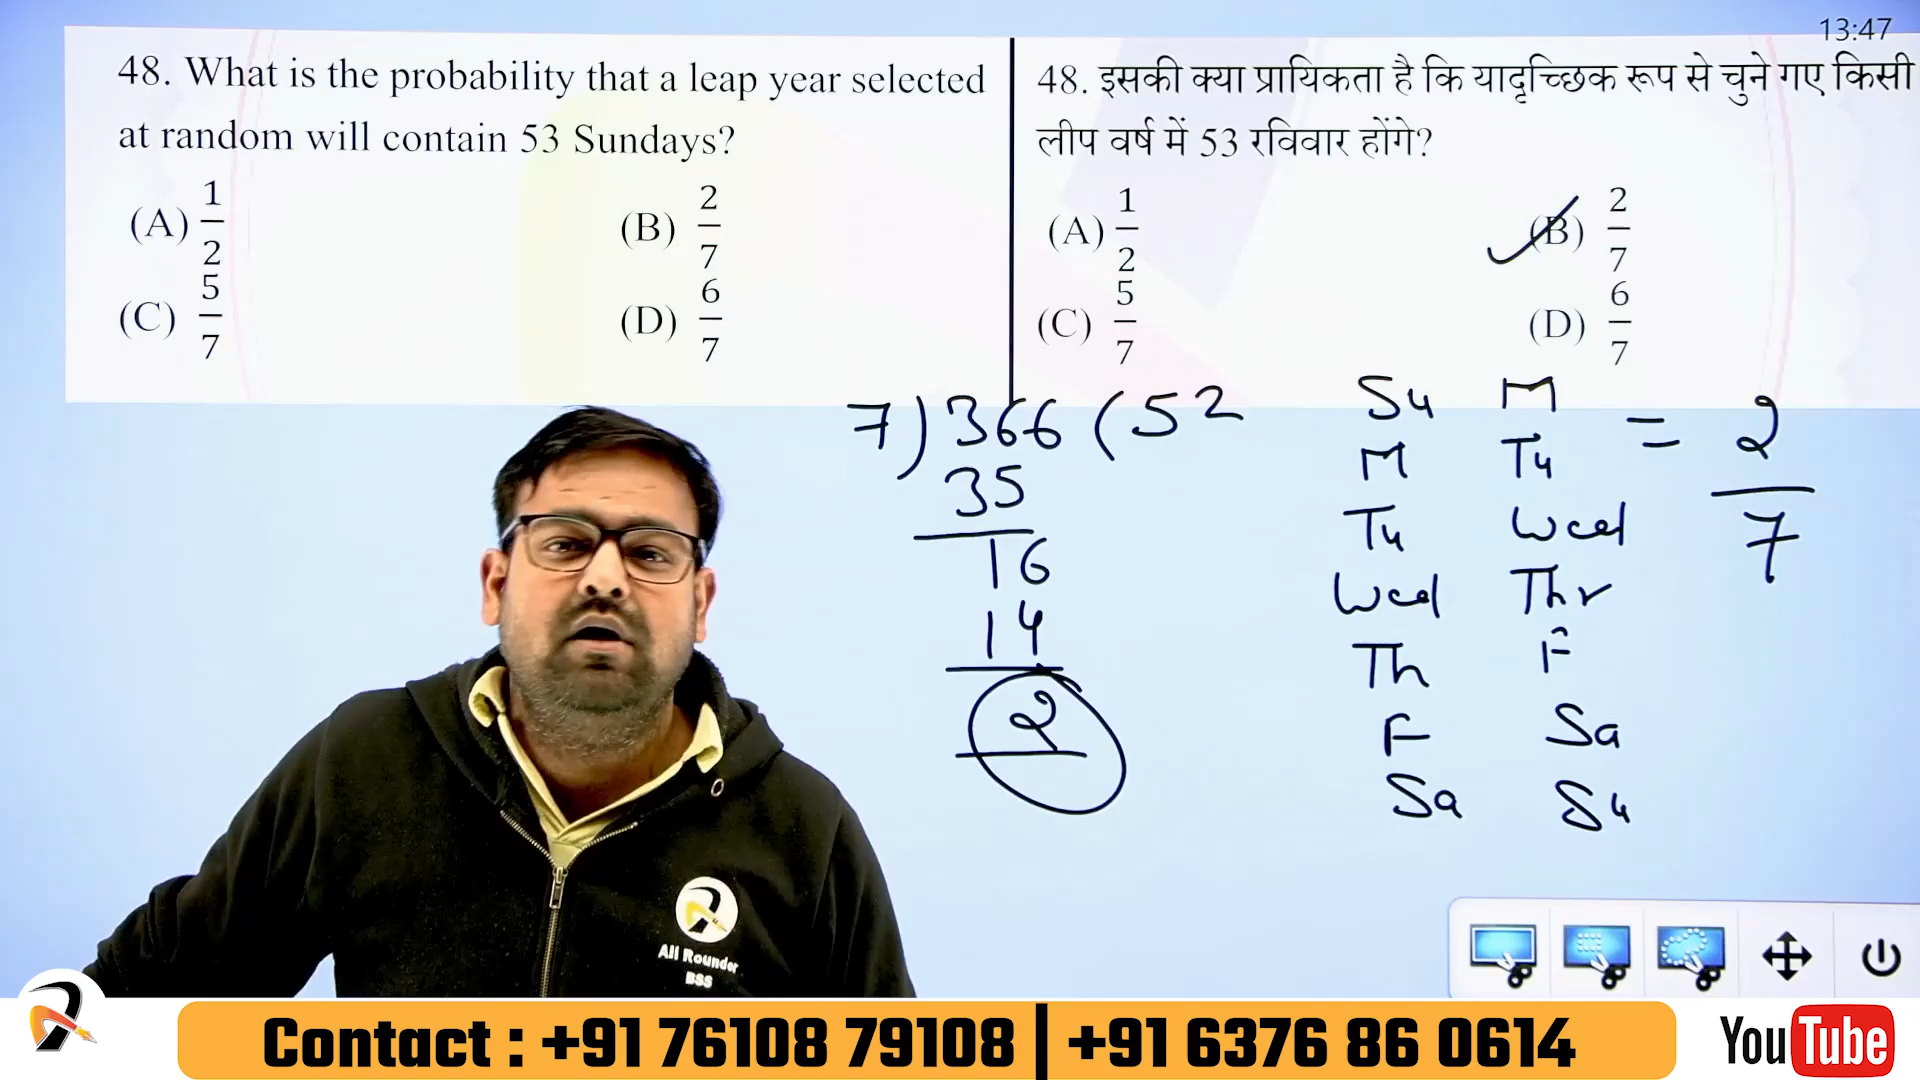 13:47
48. What is the probability that a leap year selected
at random will contain 53 Sundays?
(A) 1/2
(B) 2/7
(C) 5/7
(D) 6/7
48. इसकी क्या प्रायिकता है कि यादृच्छिक रूप से चुने गए किसी
लीप वर्ष में 53 रविवार होंगे?
(A) 1/2
(B) 2/7
(C) 5/7
(D) 6/7
7)366(52
35
16
14
2
Su M
M Tu
Tu Wed
Wed Thr
Th F
F Sa
Sa Su
= 2/7
All Rounder
BSS
Contact : +91 76108 79108 | +91 6376 86 0614
YouTube